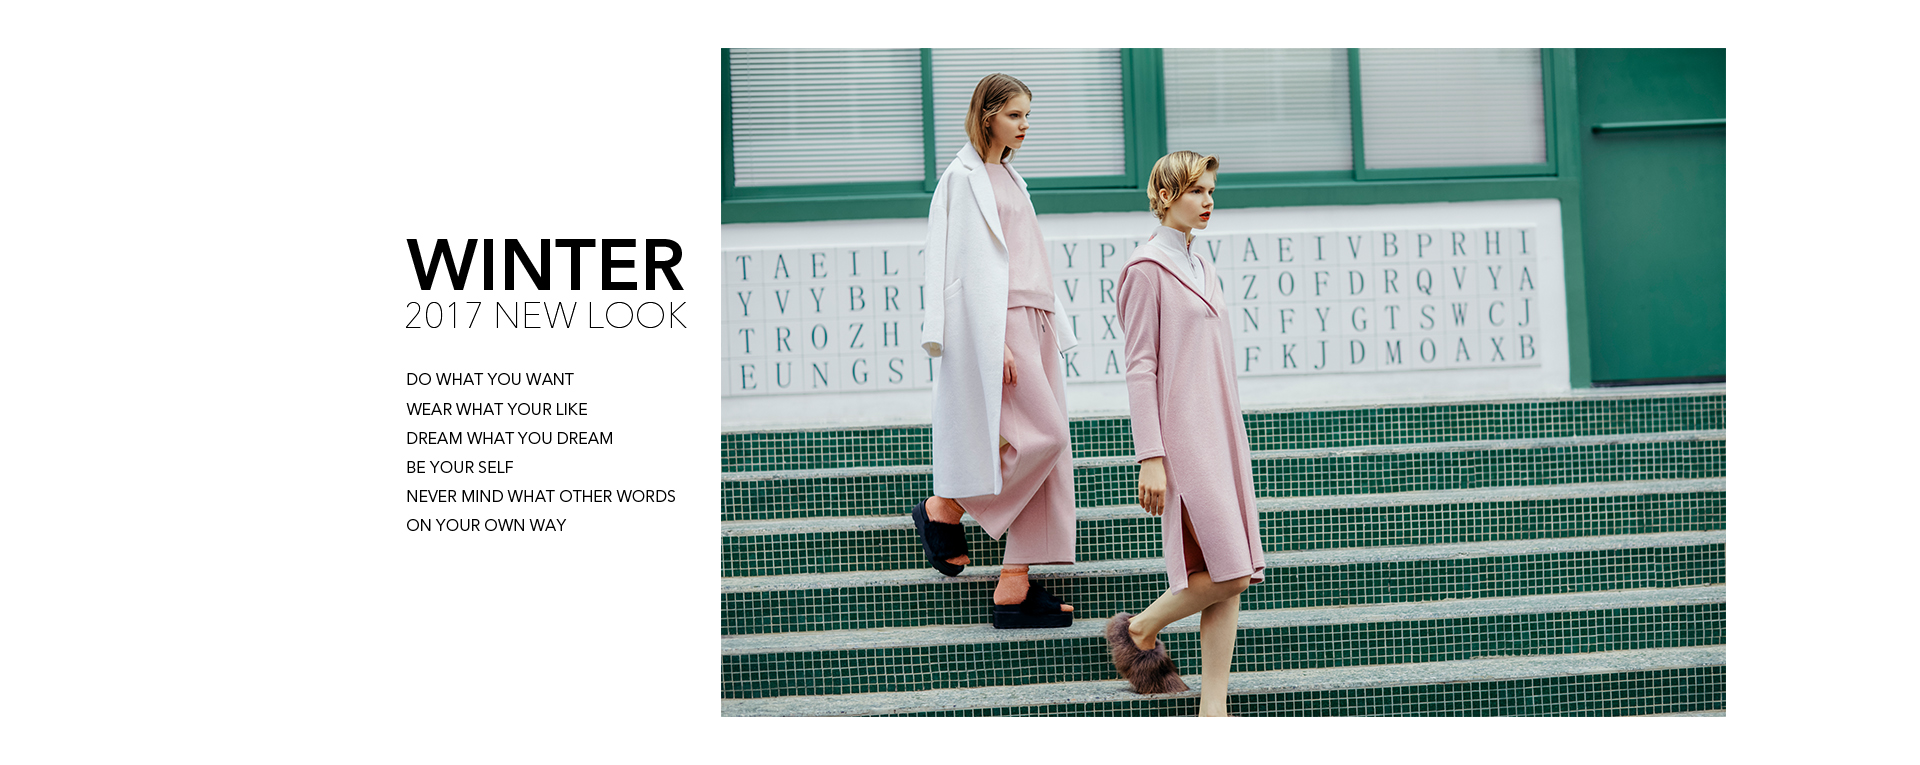 WINTER
2017 NEW LOOK
DO WHAT YOU WANT
WEAR WHAT YOUR LIKE
DREAM WHAT YOU DREAM
BE YOUR SELF
NEVER MIND WHAT OTHER WORDS
ON YOUR OWN WAY
T A E I L Y P V A E I V B P R H I
Y V Y B R V R Z O F D R Q V Y A
T R O Z H I X N F Y G T S W C J
E U N G S K A F K J D M O A X B